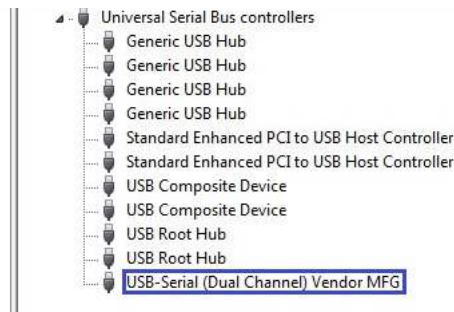 Universal Serial Bus controllers
Generic USB Hub
Generic USB Hub
Generic USB Hub
Generic USB Hub
Standard Enhanced PCI to USB Host Controller
Standard Enhanced PCI to USB Host Controller
USB Composite Device
USB Composite Device
USB Root Hub
USB Root Hub
USB-Serial (Dual Channel) Vendor MFG